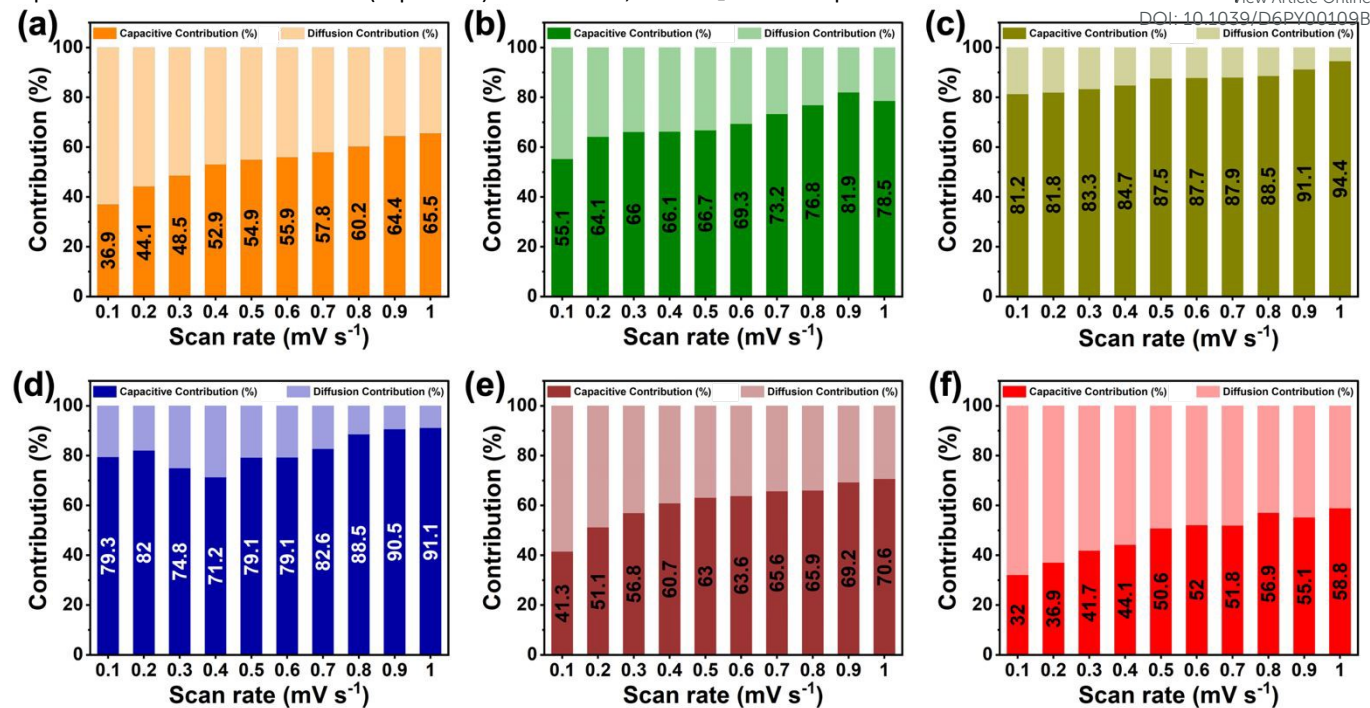 DOI: 10.1039/D6PY00109B
(a)
Capacitive Contribution (%) Diffusion Contribution (%)
Contribution (%)
100
80
60
40
20
0
36.9 44.1 48.5 52.9 54.9 55.9 57.8 60.2 64.4 65.5
0.1 0.2 0.3 0.4 0.5 0.6 0.7 0.8 0.9 1
Scan rate (mV s⁻¹)
(b)
Capacitive Contribution (%) Diffusion Contribution (%)
Contribution (%)
100
80
60
40
20
0
55.1 64.1 66 66.1 66.7 69.3 73.2 76.8 81.9 78.5
0.1 0.2 0.3 0.4 0.5 0.6 0.7 0.8 0.9 1
Scan rate (mV s⁻¹)
(c)
Capacitive Contribution (%) Diffusion Contribution (%)
Contribution (%)
100
80
60
40
20
0
81.2 81.8 83.3 84.7 87.5 87.7 87.9 88.5 91.1 94.4
0.1 0.2 0.3 0.4 0.5 0.6 0.7 0.8 0.9 1
Scan rate (mV s⁻¹)
(d)
Capacitive Contribution (%) Diffusion Contribution (%)
Contribution (%)
100
80
60
40
20
0
79.3 82 74.8 71.2 79.1 79.1 82.6 88.5 90.5 91.1
0.1 0.2 0.3 0.4 0.5 0.6 0.7 0.8 0.9 1
Scan rate (mV s⁻¹)
(e)
Capacitive Contribution (%) Diffusion Contribution (%)
Contribution (%)
100
80
60
40
20
0
41.3 51.1 56.8 60.7 63 63.6 65.6 65.9 69.2 70.6
0.1 0.2 0.3 0.4 0.5 0.6 0.7 0.8 0.9 1
Scan rate (mV s⁻¹)
(f)
Capacitive Contribution (%) Diffusion Contribution (%)
Contribution (%)
100
80
60
40
20
0
32 36.9 41.7 44.1 50.6 52 51.8 56.9 55.1 58.8
0.1 0.2 0.3 0.4 0.5 0.6 0.7 0.8 0.9 1
Scan rate (mV s⁻¹)